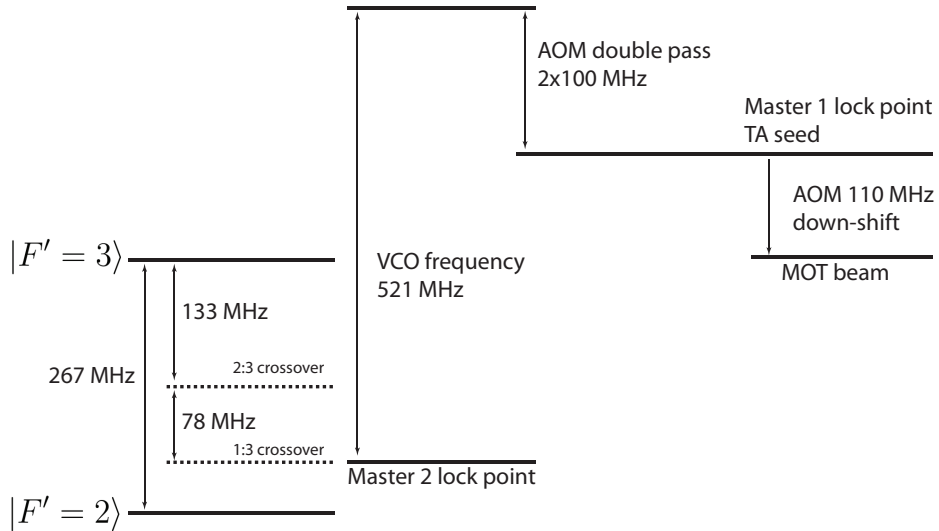 AOM double pass
2x100 MHz
Master 1 lock point
TA seed
AOM 110 MHz
down-shift
MOT beam
|F′ = 3⟩
VCO frequency
521 MHz
133 MHz
2:3 crossover
267 MHz
78 MHz
1:3 crossover
Master 2 lock point
|F′ = 2⟩